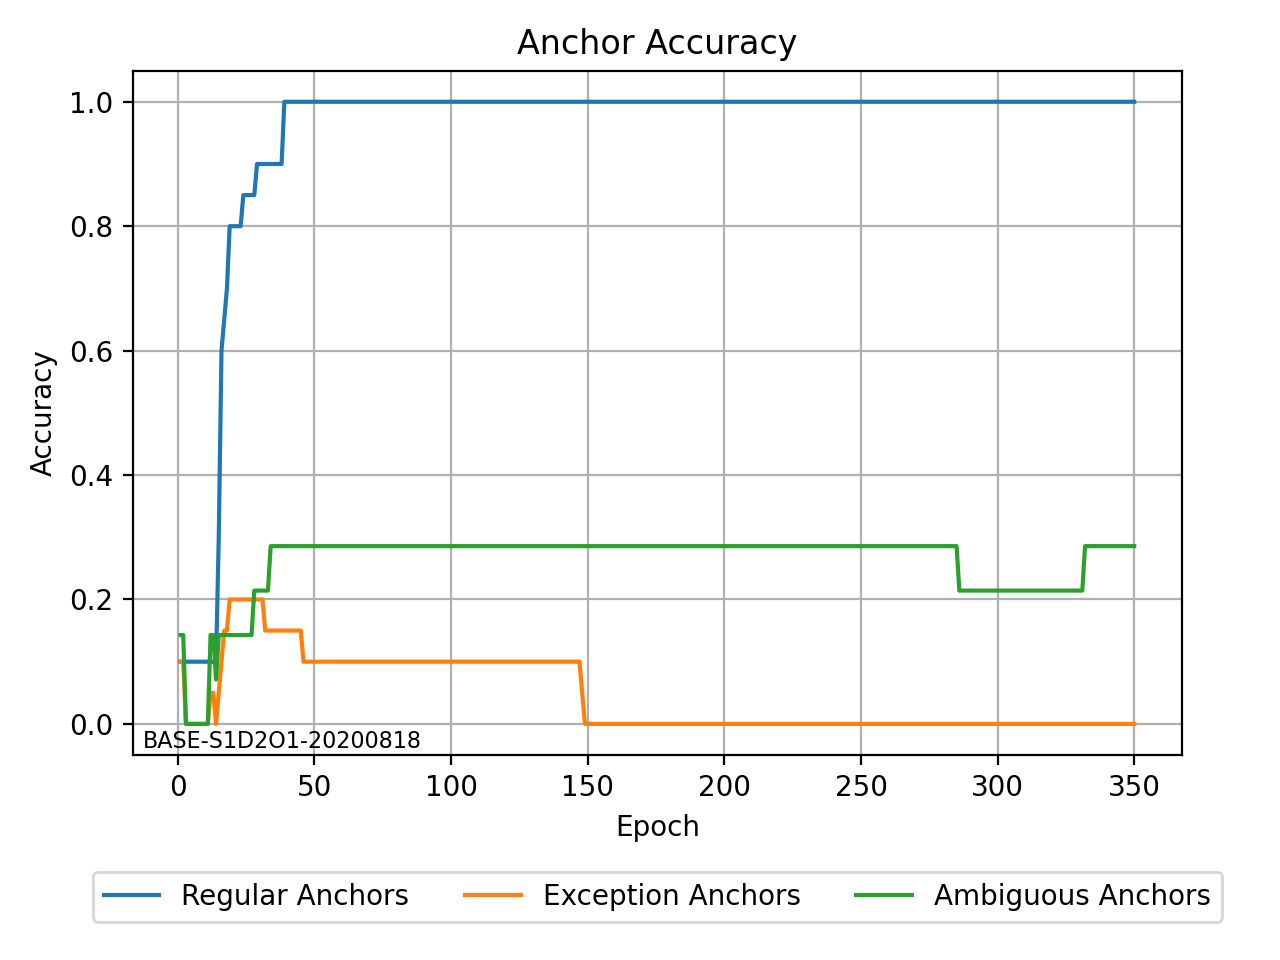 Anchor Accuracy
1.0
0.8
0.6
0.4
0.2
0.0
Accuracy
BASE-S1D2O1-20200818
0 50 100 150 200 250 300 350
Epoch
Regular Anchors Exception Anchors Ambiguous Anchors